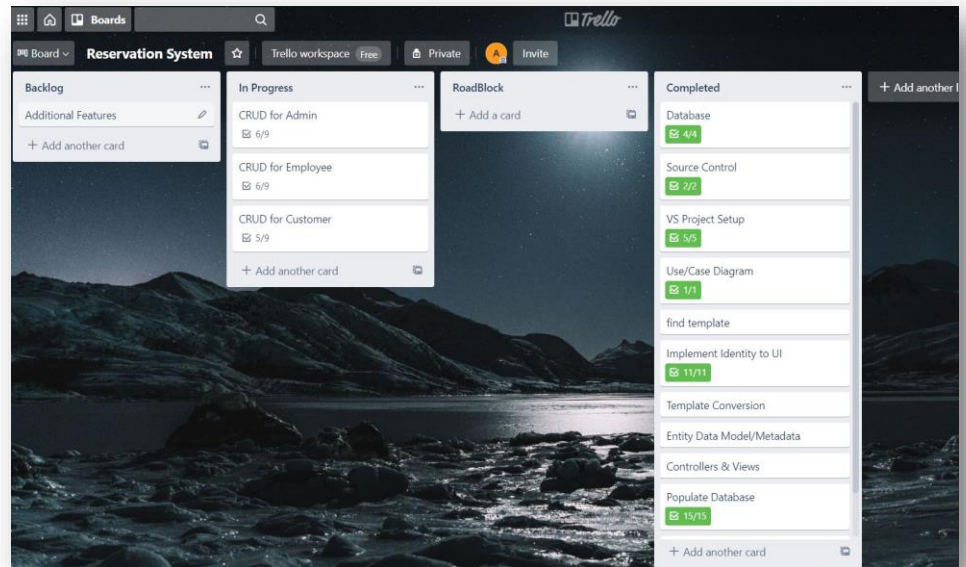 Boards
Trello
Board
Reservation System
Trello workspace Free
Private
A
Invite
Backlog
Additional Features
+ Add another card
In Progress
CRUD for Admin
6/9
CRUD for Employee
6/9
CRUD for Customer
5/9
+ Add another card
RoadBlock
+ Add a card
Completed
Database
4/4
Source Control
2/2
VS Project Setup
5/5
Use/Case Diagram
1/1
find template
Implement Identity to UI
11/11
Template Conversion
Entity Data Model/Metadata
Controllers & Views
Populate Database
15/15
+ Add another card
+ Add another l